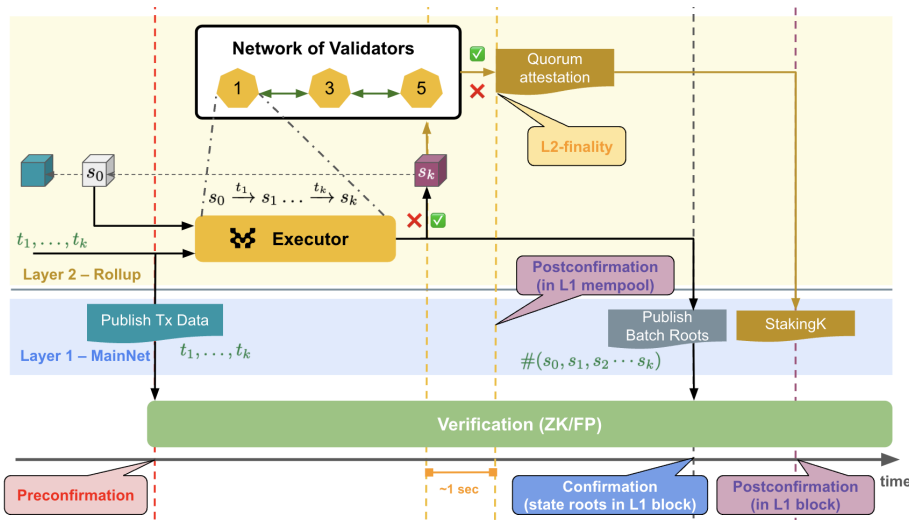 Network of Validators
1
3
5
Quorum
attestation
L2-finality
s₀
sₖ
s₀ →t₁ s₁ … →tₖ sₖ
t₁, …, tₖ
Executor
Layer 2 – Rollup
Postconfirmation
(in L1 mempool)
Publish Tx Data
Publish
Batch Roots
StakingK
Layer 1 – MainNet
t₁, …, tₖ
#(s₀, s₁, s₂ ⋯ sₖ)
Verification (ZK/FP)
time
Preconfirmation
~1 sec
Confirmation
(state roots in L1 block)
Postconfirmation
(in L1 block)